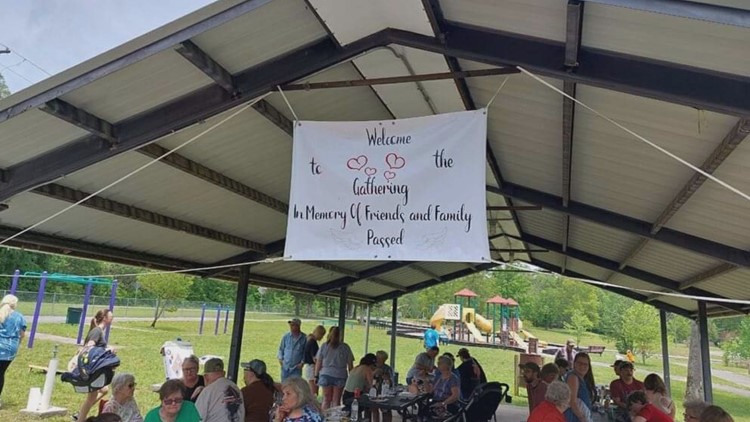 Welcome
to the
Gathering
In Memory Of Friends and Family
Passed